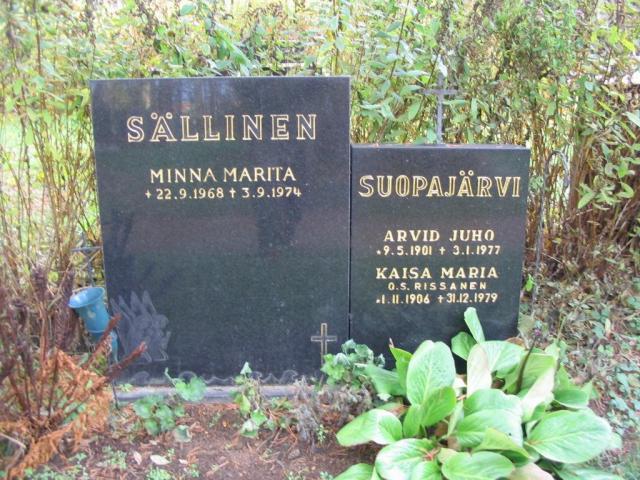 SÄLLINEN
MINNA MARITA
+22.9.1968 +3.9.1974
SUOPAJÄRVI
ARVID JUHO
*9.5.1901 +3.1.1977
KAISA MARIA
O.S. RISSANEN
*1.11.1906 +31.12.1979